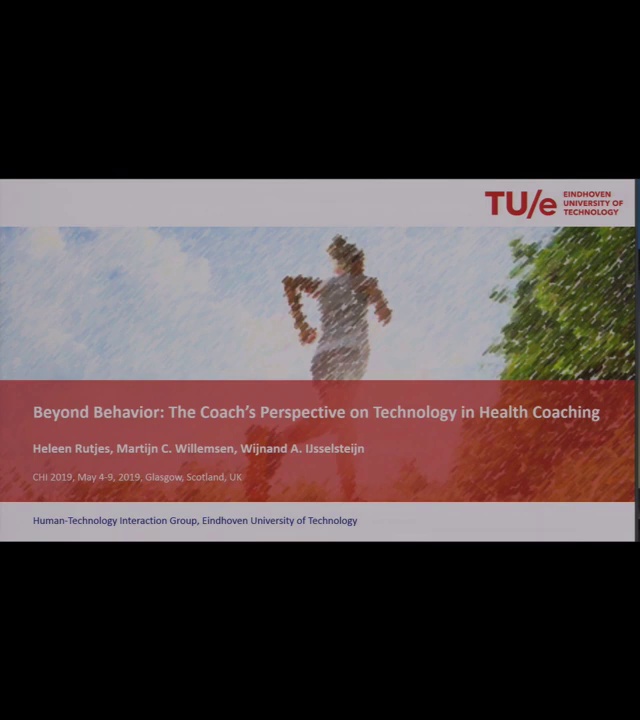 TU/e
EINDHOVEN
UNIVERSITY OF
TECHNOLOGY
Beyond Behavior: The Coach's Perspective on Technology in Health Coaching
Heleen Rutjes, Martijn C. Willemsen, Wijnand A. IJsselsteijn
CHI 2019, May 4-9, 2019, Glasgow, Scotland, UK
Human-Technology Interaction Group, Eindhoven University of Technology